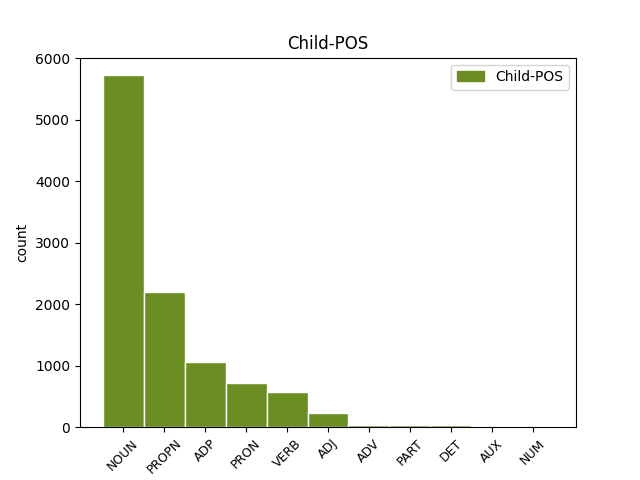 Child-POS
Child-POS
count
6000
5000
4000
3000
2000
1000
0
NOUN PROPN ADP PRON VERB ADJ ADV PART DET AUX NUM